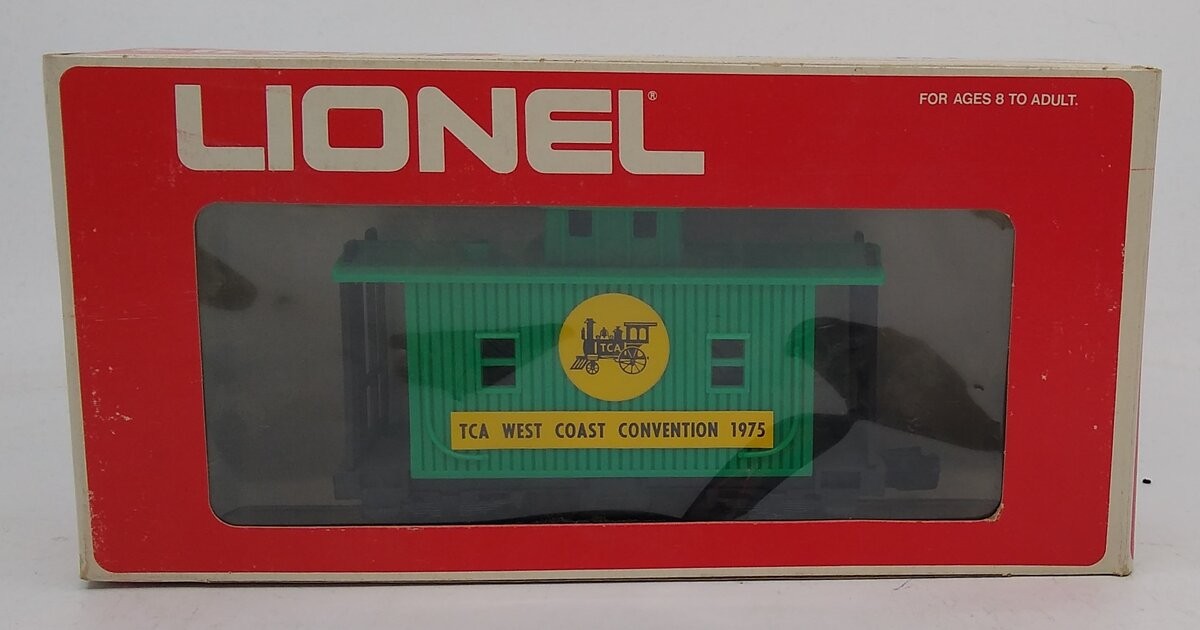 LIONEL®
FOR AGES 8 TO ADULT.
TCA
TCA WEST COAST CONVENTION 1975